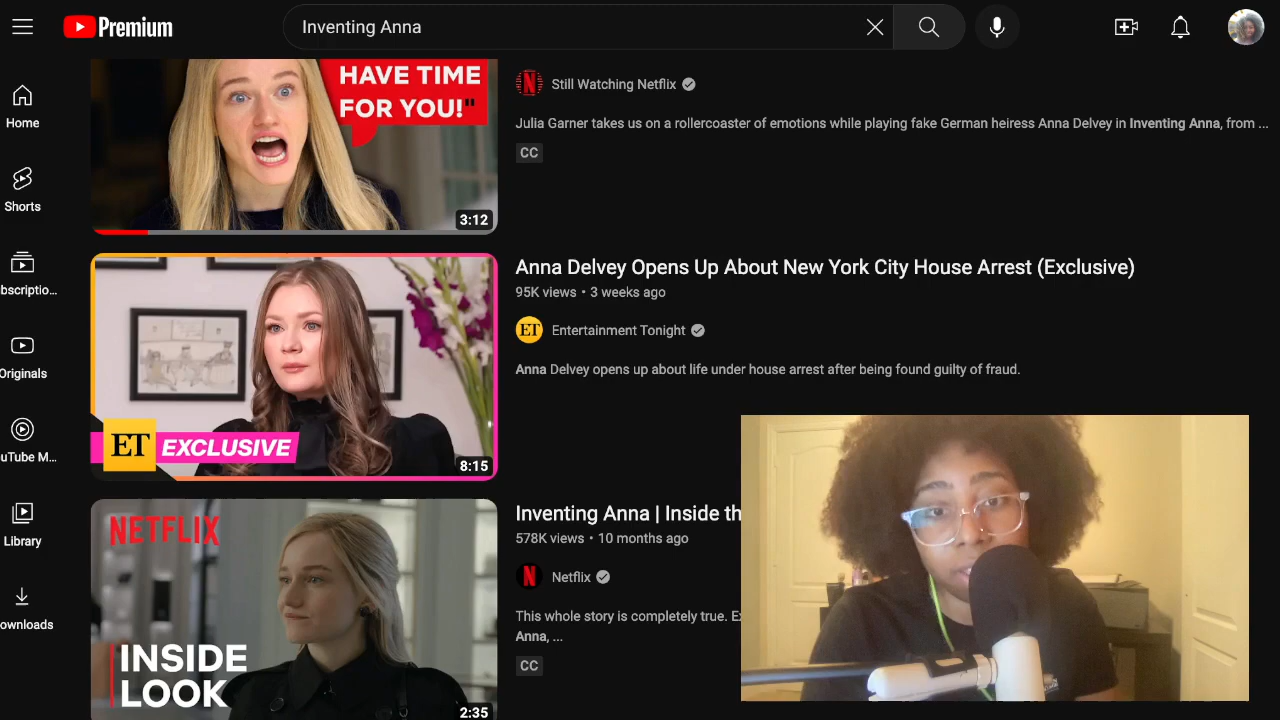 Premium
Inventing Anna
Home
Shorts
bscriptio...
Originals
uTube M...
Library
ownloads
HAVE TIME
FOR YOU!"
3:12
Still Watching Netflix
Julia Garner takes us on a rollercoaster of emotions while playing fake German heiress Anna Delvey in Inventing Anna, from ...
CC
ET EXCLUSIVE
8:15
Anna Delvey Opens Up About New York City House Arrest (Exclusive)
95K views • 3 weeks ago
ET Entertainment Tonight
Anna Delvey opens up about life under house arrest after being found guilty of fraud.
NETFLIX
INSIDE
LOOK
2:35
Inventing Anna | Inside th
578K views • 10 months ago
N Netflix
This whole story is completely true. E
Anna, ...
CC